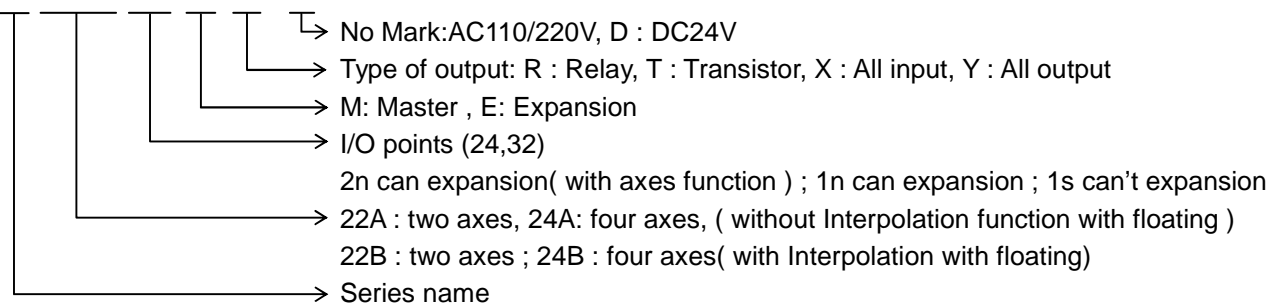 No Mark:AC110/220V, D : DC24V
Type of output: R : Relay, T : Transistor, X : All input, Y : All output
M: Master , E: Expansion
I/O points (24,32)
2n can expansion( with axes function ) ; 1n can expansion ; 1s can't expansion
22A : two axes, 24A: four axes, ( without Interpolation function with floating )
22B : two axes ; 24B : four axes( with Interpolation with floating)
Series name